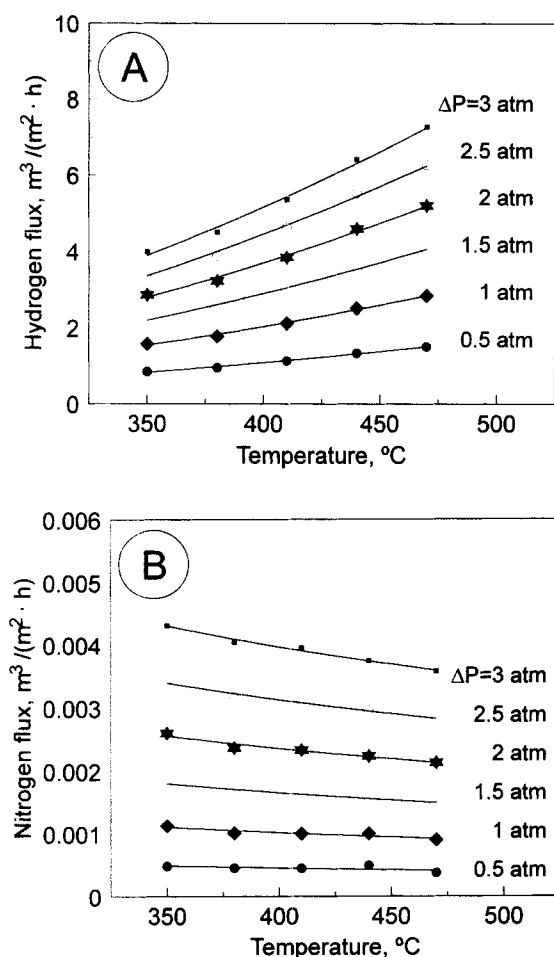 A
10
8
6
4
2
0
Hydrogen flux, m³/(m² · h)
ΔP=3 atm
2.5 atm
2 atm
1.5 atm
1 atm
0.5 atm
350 400 450 500
Temperature, ºC
B
0.006
0.005
0.004
0.003
0.002
0.001
0
Nitrogen flux, m³/(m² · h)
ΔP=3 atm
2.5 atm
2 atm
1.5 atm
1 atm
0.5 atm
350 400 450 500
Temperature, ºC